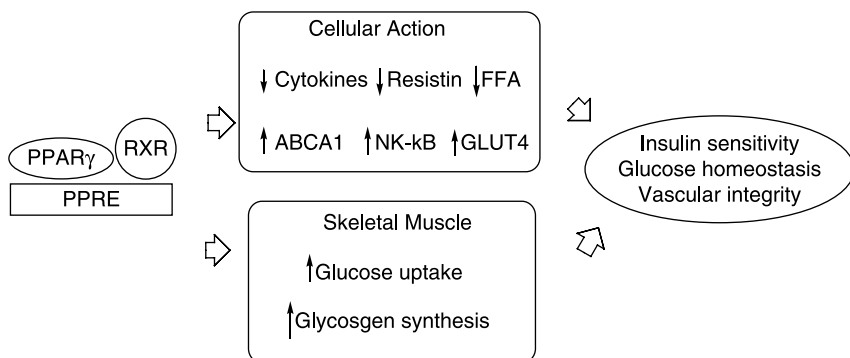 Cellular Action
↓ Cytokines ↓ Resistin ↓ FFA
↑ ABCA1 ↑ NK-kB ↑ GLUT4
PPARγ
RXR
PPRE
Skeletal Muscle
↑ Glucose uptake
↑ Glycosgen synthesis
Insulin sensitivity
Glucose homeostasis
Vascular integrity